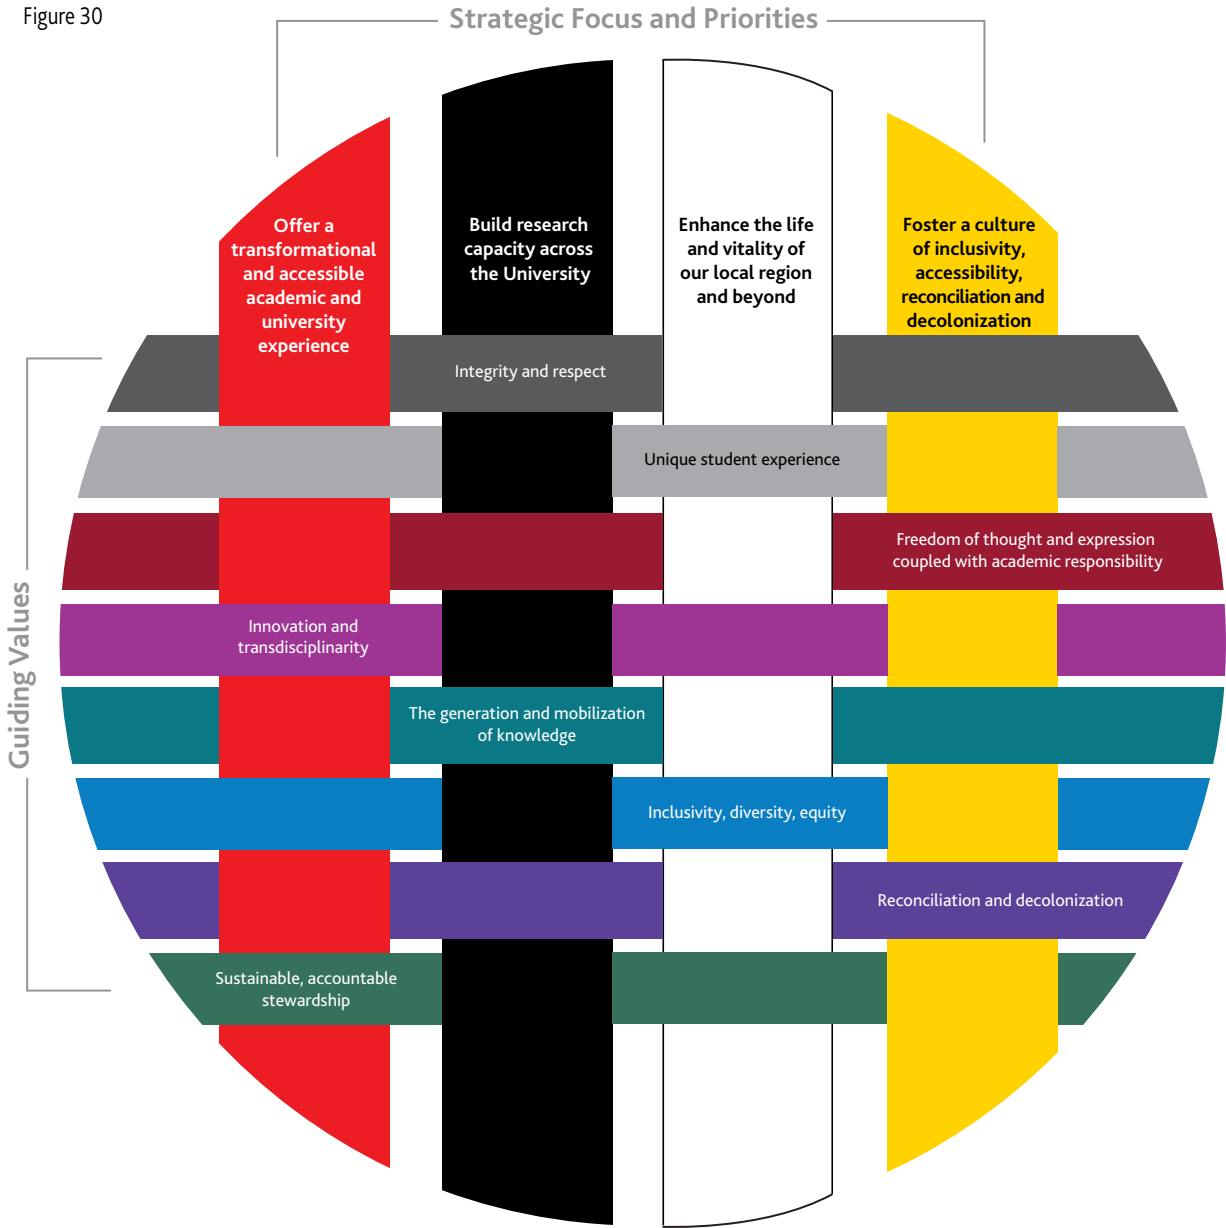 Figure 30
Strategic Focus and Priorities
Offer a
transformational
and accessible
academic and
university
experience
Build research
capacity across
the University
Enhance the life
and vitality of
our local region
and beyond
Foster a culture
of inclusivity,
accessibility,
reconciliation and
decolonization
Guiding Values
Integrity and respect
Unique student experience
Freedom of thought and expression
coupled with academic responsibility
Innovation and
transdisciplinarity
The generation and mobilization
of knowledge
Inclusivity, diversity, equity
Reconciliation and decolonization
Sustainable, accountable
stewardship